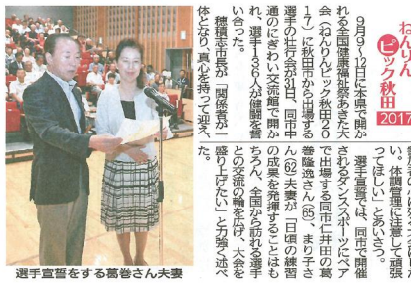 ねんりん
ピック秋田
2017
9月9〜12日に本県で開か
れる全国健康福祉祭あきた大
会（ねんりんピック秋田20
17）に秋田市から出場する
選手の壮行会が31日、同市中
通のにぎわい交流館で開か
れ、選手136人が健闘を誓
い合った。
穂積志市長が「関係者が一
体となり、真心を持って迎え、
い。体調管理に注意して頑張
ってほしい」とあいさつ。
選手宣誓では、同市で開催
されるダンススポーツにペア
で出場する同市仁井田の葛
巻隆逸さん（65）、まり子さ
ん（62）夫妻が「日頃の練習
の成果を発揮することはも
ちろん、全国から訪れる選手
との交流の輪を広げ、大会を
盛り上げたい」と力強く述べ
た。
選手宣誓をする葛巻さん夫妻